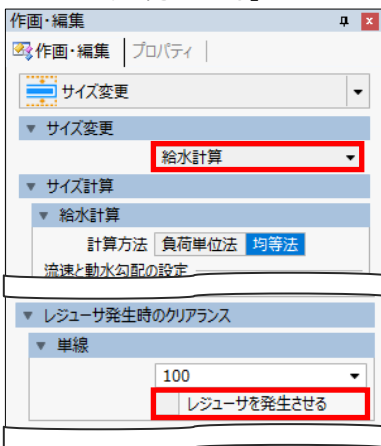 作画・編集
作画・編集 プロパティ
サイズ変更
サイズ変更
給水計算
サイズ計算
給水計算
計算方法 負荷単位法 均等法
流速と動水勾配の設定
レジューサ発生時のクリアランス
単線
100
レジューサを発生させる